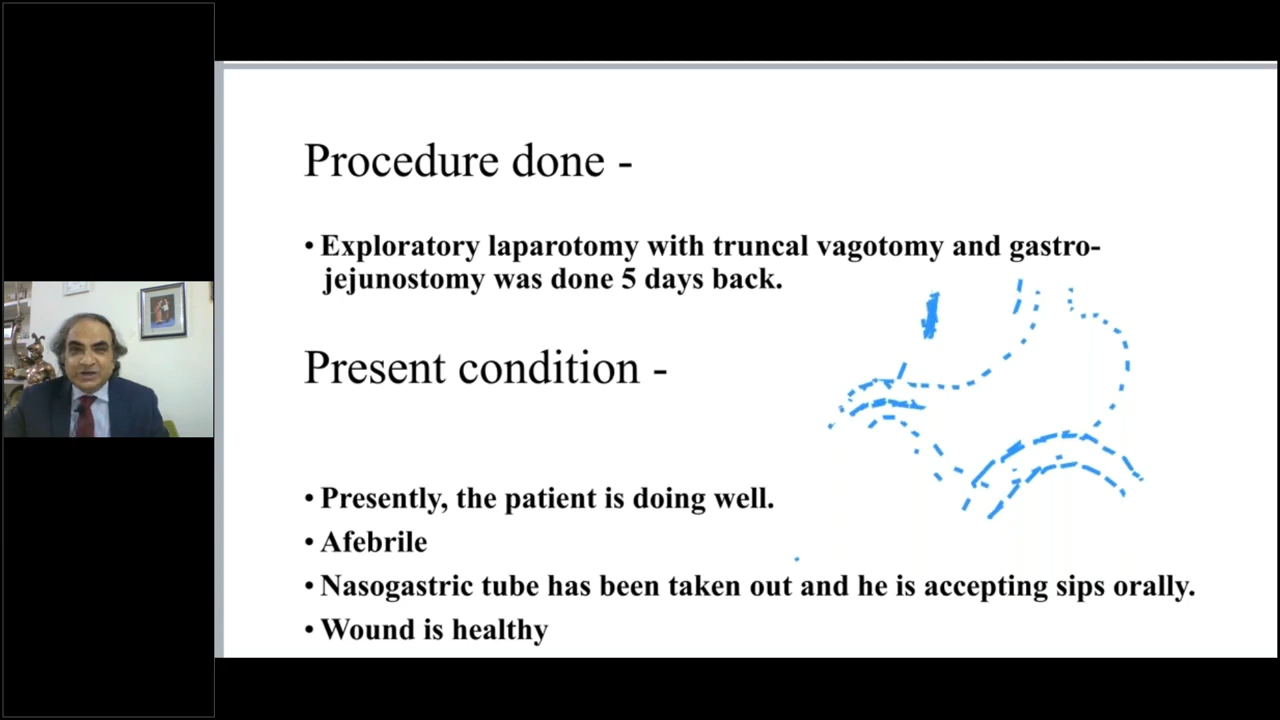 Procedure done -
• Exploratory laparotomy with truncal vagotomy and gastro-
jejunostomy was done 5 days back.
Present condition -
• Presently, the patient is doing well.
• Afebrile
• Nasogastric tube has been taken out and he is accepting sips orally.
• Wound is healthy